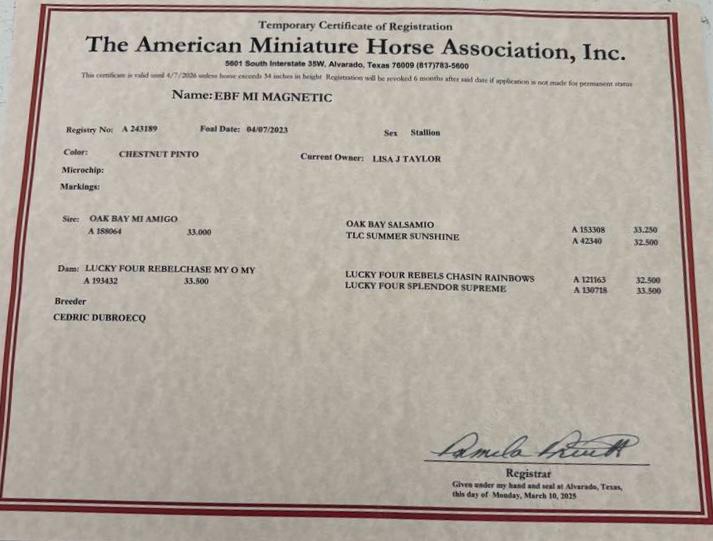 Temporary Certificate of Registration
The American Miniature Horse Association, Inc.
5601 South Interstate 35W, Alvarado, Texas 76009 (817)783-5600
This certificate is valid until 4/7/2026 unless horse exceeds 34 inches in height Registration will be revoked 6 months after said date if application is not made for permanent status
Name: EBF MI MAGNETIC
Registry No: A 243189 Foal Date: 04/07/2023 Sex Stallion
Color: CHESTNUT PINTO Current Owner: LISA J TAYLOR
Microchip:
Markings:
Sire: OAK BAY MI AMIGO OAK BAY SALSAMIO A 153308 33.250
A 188064 33.000 TLC SUMMER SUNSHINE A 42340 32.500
Dam: LUCKY FOUR REBELCHASE MY O MY LUCKY FOUR REBELS CHASIN RAINBOWS A 121163 32.500
A 193432 33.500 LUCKY FOUR SPLENDOR SUPREME A 130718 33.500
Breeder
CEDRIC DUBROECQ
Pamela
Registrar
Given under my hand and seal at Alvarado, Texas,
this day of Monday, March 10, 2025